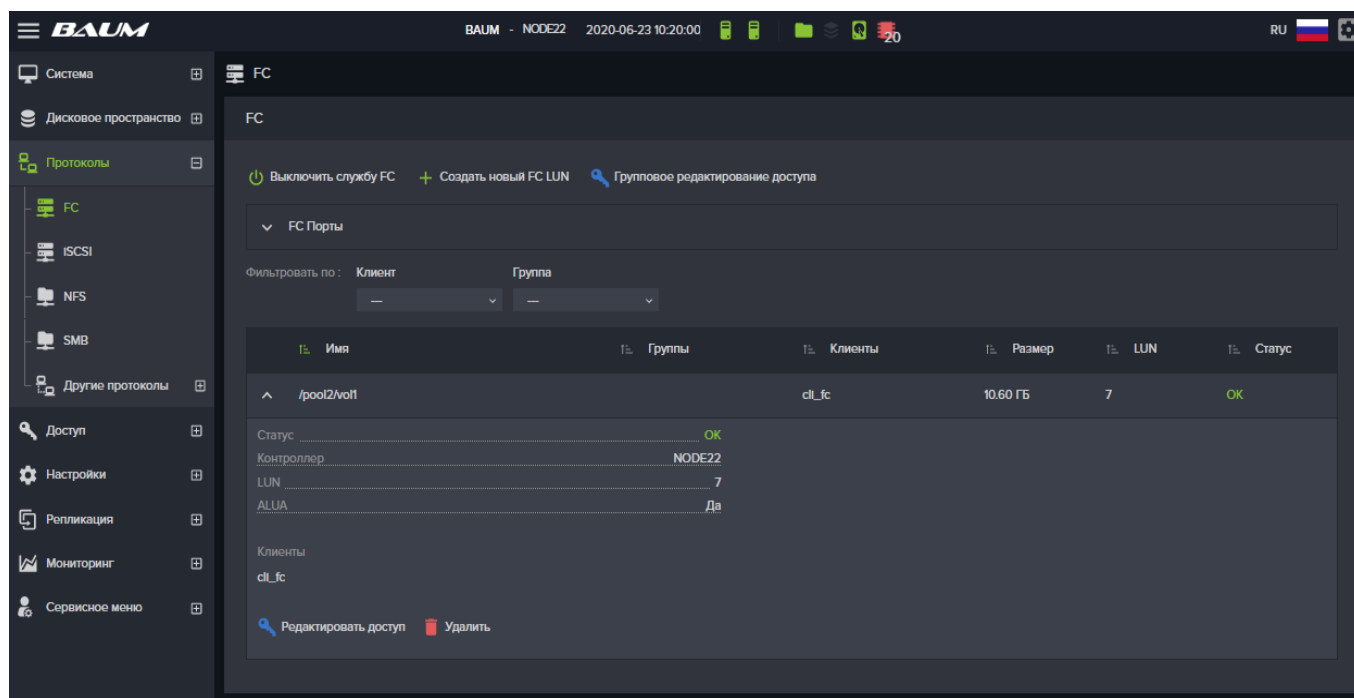 BAUM
BAUM - NODE22 2020-06-23 10:20:00 20 RU
Система
FC
Дисковое пространство
FC
Протоколы
Выключить службу FC Создать новый FC LUN Групповое редактирование доступа
FC
FC Порты
iSCSI
Фильтровать по : Клиент Группа
NFS
— —
SMB
Имя Группы Клиенты Размер LUN Статус
Другие протоколы
/pool2/vol1 cli_fc 10.60 ГБ 7 OK
Доступ
Статус OK
Контроллер NODE22
Настройки
LUN 7
ALUA Да
Репликация
Клиенты
Мониторинг
cli_fc
Сервисное меню
Редактировать доступ Удалить